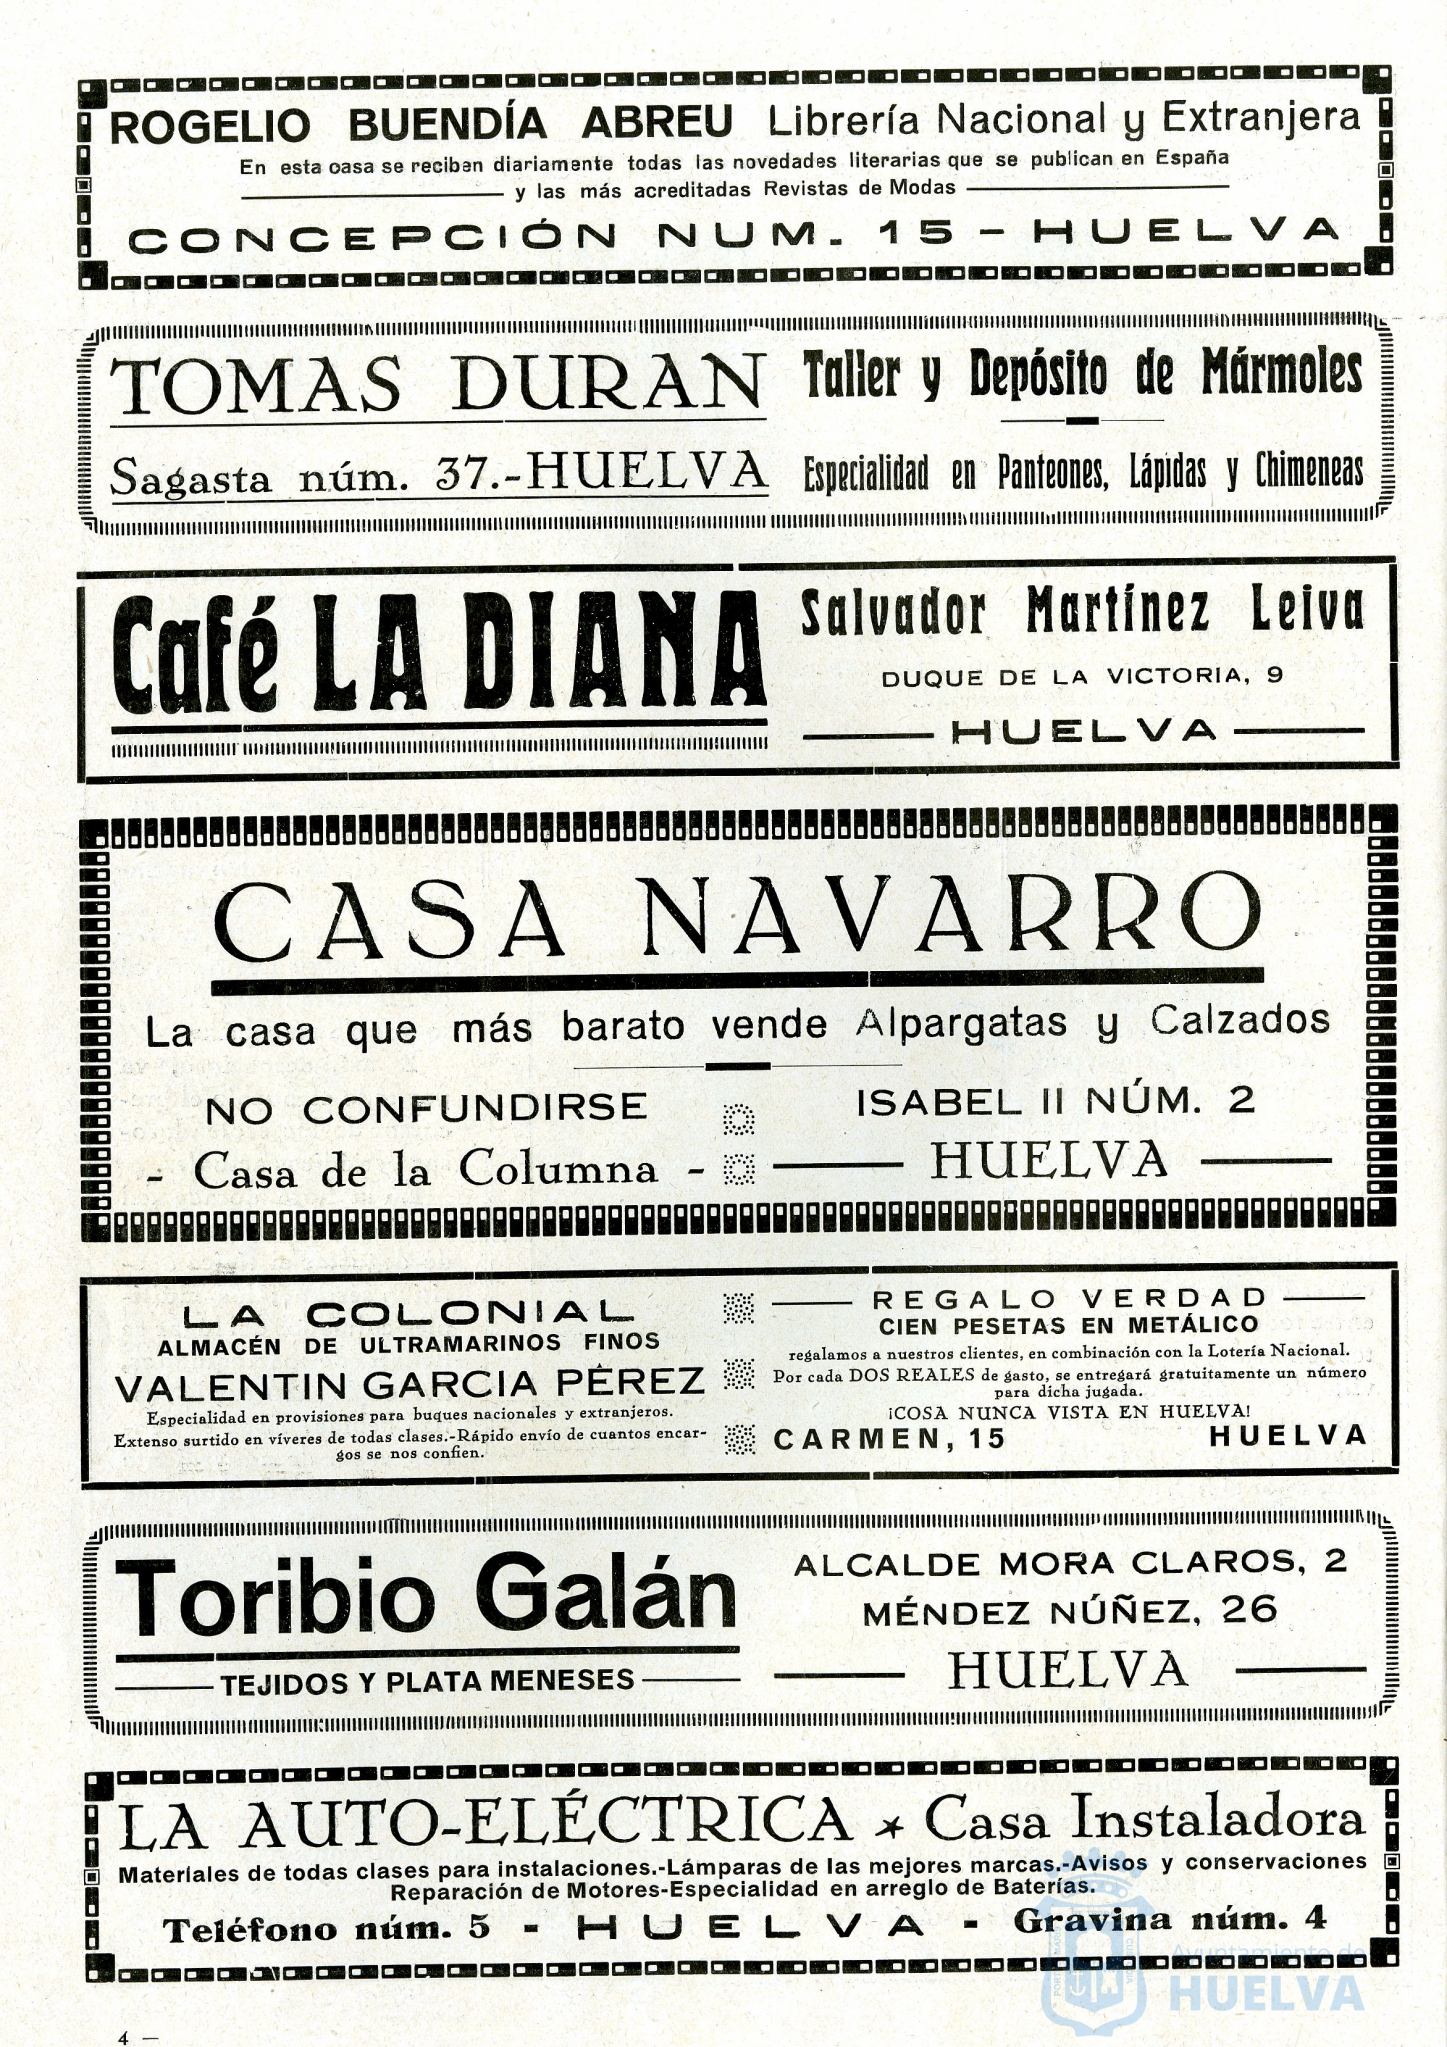 ROGELIO BUENDÍA ABREU Librería Nacional y Extranjera
En esta casa se reciben diariamente todas las novedades literarias que se publican en España
y las más acreditadas Revistas de Modas
CONCEPCIÓN NUM. 15 - HUELVA
TOMAS DURAN
Sagasta núm. 37.-HUELVA
Taller y Depósito de Mármoles
Especialidad en Panteones, Lápidas y Chimeneas
Café LA DIANA
Salvador Martínez Leiva
DUQUE DE LA VICTORIA, 9
HUELVA
CASA NAVARRO
La casa que más barato vende Alpargatas y Calzados
NO CONFUNDIRSE
- Casa de la Columna -
ISABEL II NÚM. 2
HUELVA
LA COLONIAL
ALMACÉN DE ULTRAMARINOS FINOS
VALENTIN GARCIA PÉREZ
Especialidad en provisiones para buques nacionales y extranjeros.
Extenso surtido en víveres de todas clases.-Rápido envío de cuantos encar-
gos se nos confien.
REGALO VERDAD
CIEN PESETAS EN METÁLICO
regalamos a nuestros clientes, en combinación con la Lotería Nacional.
Por cada DOS REALES de gasto, se entregará gratuitamente un número
para dicha jugada.
¡COSA NUNCA VISTA EN HUELVA!
CARMEN, 15 HUELVA
Toribio Galán
TEJIDOS Y PLATA MENESES
ALCALDE MORA CLAROS, 2
MÉNDEZ NÚÑEZ, 26
HUELVA
LA AUTO-ELÉCTRICA ★ Casa Instaladora
Materiales de todas clases para instalaciones.-Lámparas de las mejores marcas.-Avisos y conservaciones
Reparación de Motores-Especialidad en arreglo de Baterías.
Teléfono núm. 5 - HUELVA - Gravina núm. 4
Ayuntamiento de
HUELVA
4 —